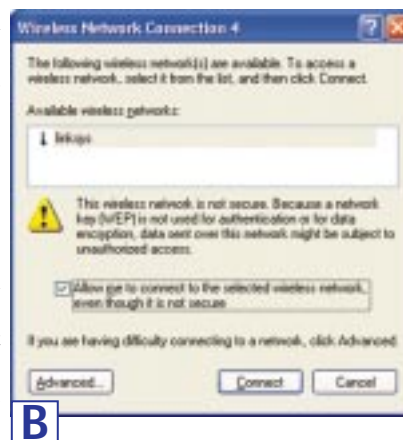 Wireless Network Connection 4
The following wireless network(s) are available. To access a
wireless network, select it from the list, and then click Connect.
Available wireless networks:
linksys
This wireless network is not secure. Because a network
key (WEP) is not used for authentication or for data
encryption, data sent over this network might be subject to
unauthorized access.
Allow me to connect to the selected wireless network,
even though it is not secure
If you are having difficulty connecting to a network, click Advanced.
Advanced...
Connect
Cancel
B